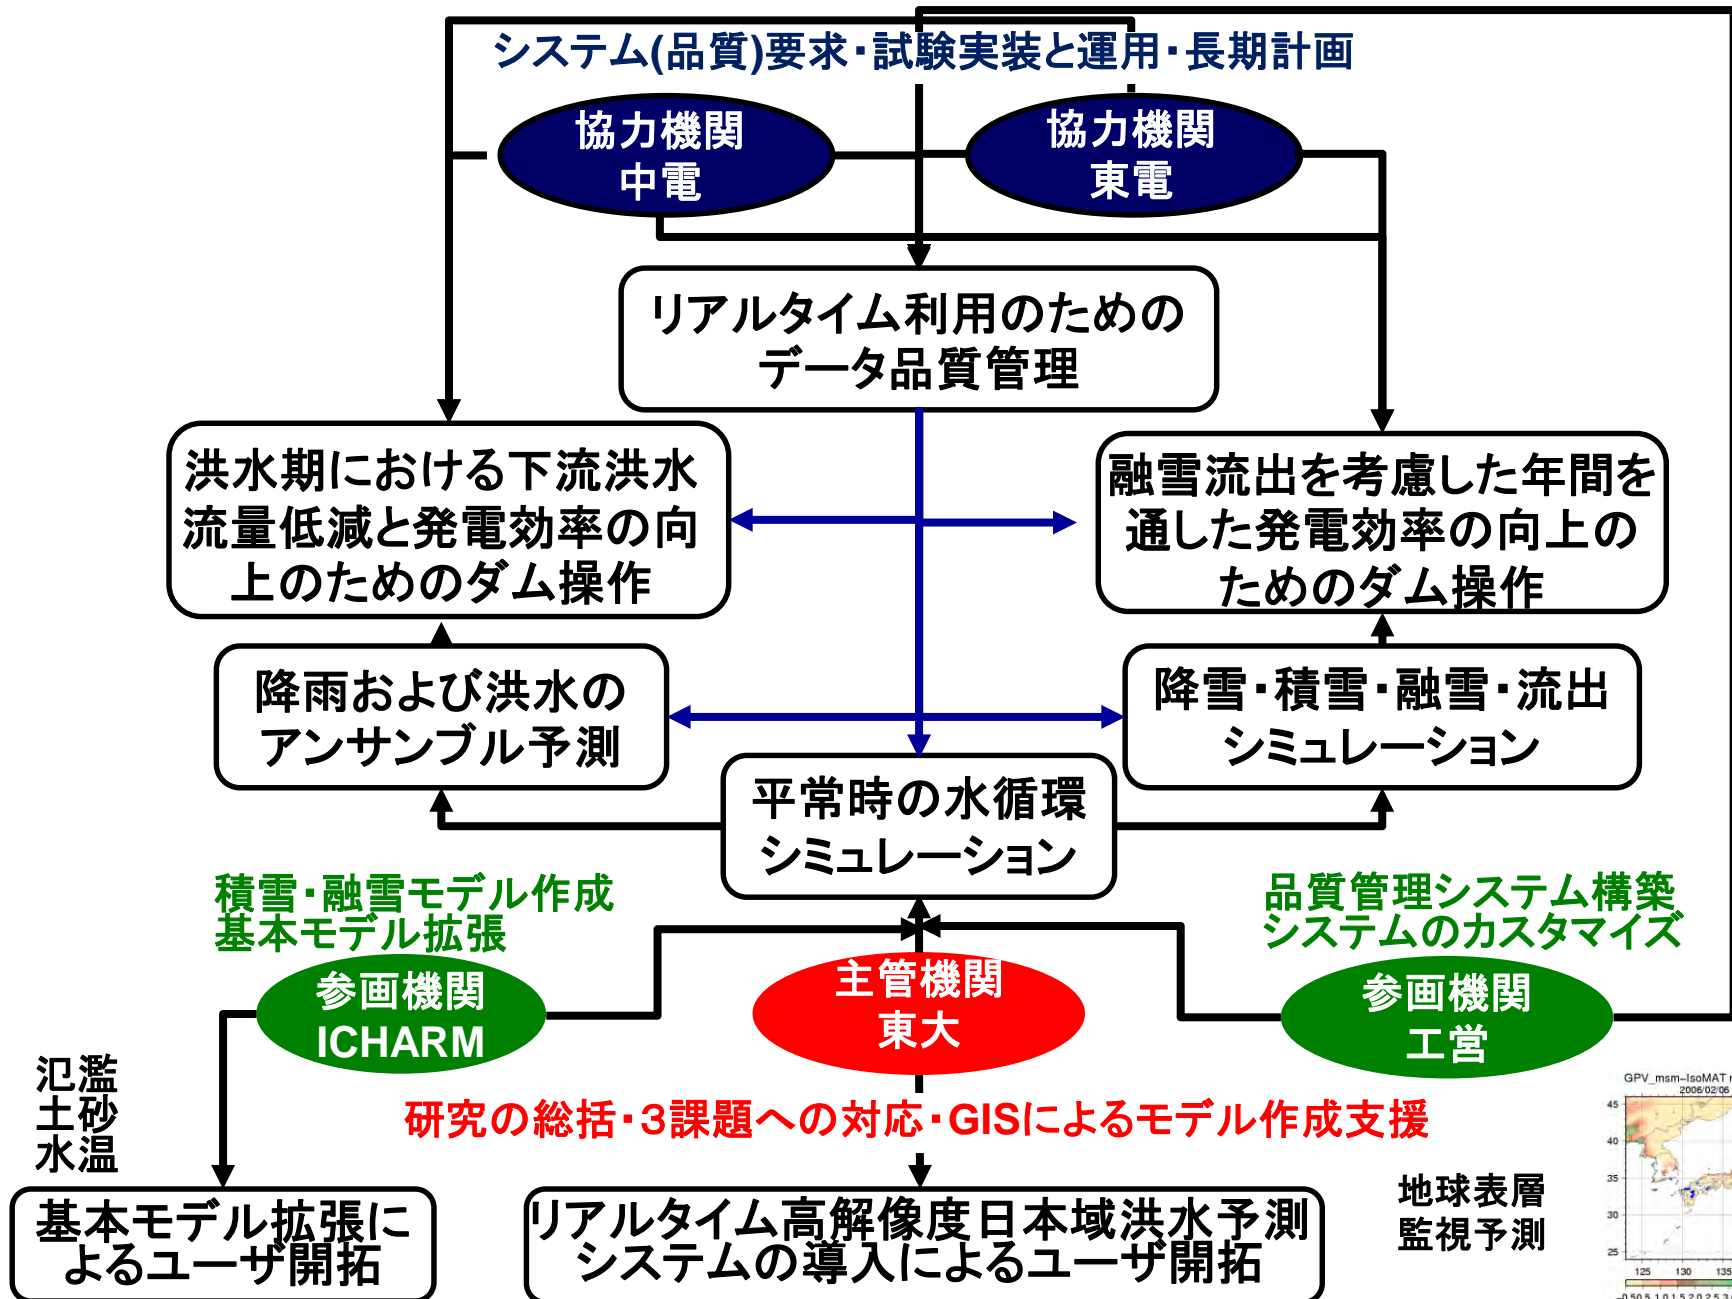 システム(品質)要求・試験実装と運用・長期計画
協力機関
中電
協力機関
東電
リアルタイム利用のための
データ品質管理
洪水期における下流洪水
流量低減と発電効率の向
上のためのダム操作
融雪流出を考慮した年間を
通した発電効率の向上の
ためのダム操作
降雨および洪水の
アンサンブル予測
降雪・積雪・融雪・流出
シミュレーション
平常時の水循環
シミュレーション
積雪・融雪モデル作成
基本モデル拡張
品質管理システム構築
システムのカスタマイズ
参画機関
ICHARM
主管機関
東大
参画機関
工営
氾濫
土砂
水温
研究の総括・3課題への対応・GISによるモデル作成支援
基本モデル拡張に
よるユーザ開拓
リアルタイム高解像度日本域洪水予測
システムの導入によるユーザ開拓
地球表層
監視予測
GPV_msm-IsoMAT
2006/02/06
45
40
35
30
25
125 130 135